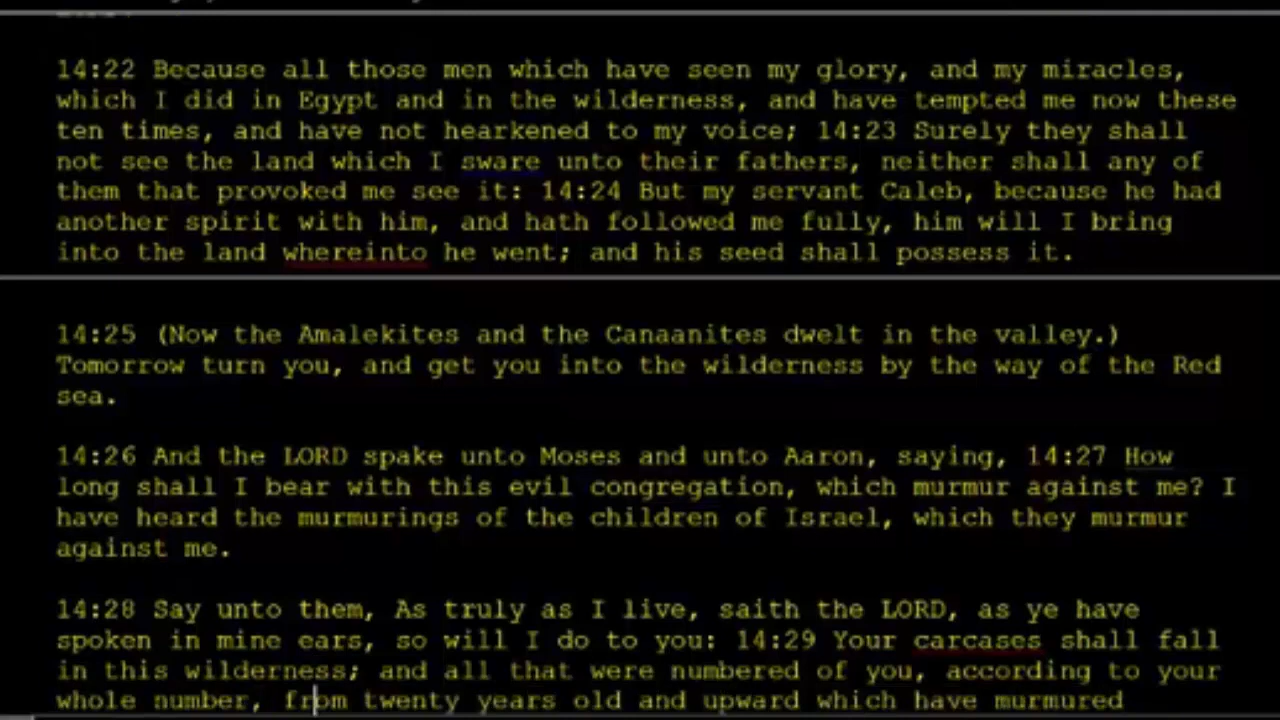 14:22 Because all those men which have seen my glory, and my miracles,
which I did in Egypt and in the wilderness, and have tempted me now these
ten times, and have not hearkened to my voice; 14:23 Surely they shall
not see the land which I sware unto their fathers, neither shall any of
them that provoked me see it: 14:24 But my servant Caleb, because he had
another spirit with him, and hath followed me fully, him will I bring
into the land whereinto he went; and his seed shall possess it.
14:25 (Now the Amalekites and the Canaanites dwelt in the valley.)
Tomorrow turn you, and get you into the wilderness by the way of the Red
sea.
14:26 And the LORD spake unto Moses and unto Aaron, saying, 14:27 How
long shall I bear with this evil congregation, which murmur against me? I
have heard the murmurings of the children of Israel, which they murmur
against me.
14:28 Say unto them, As truly as I live, saith the LORD, as ye have
spoken in mine ears, so will I do to you: 14:29 Your carcases shall fall
in this wilderness; and all that were numbered of you, according to your
whole number, from twenty years old and upward which have murmured